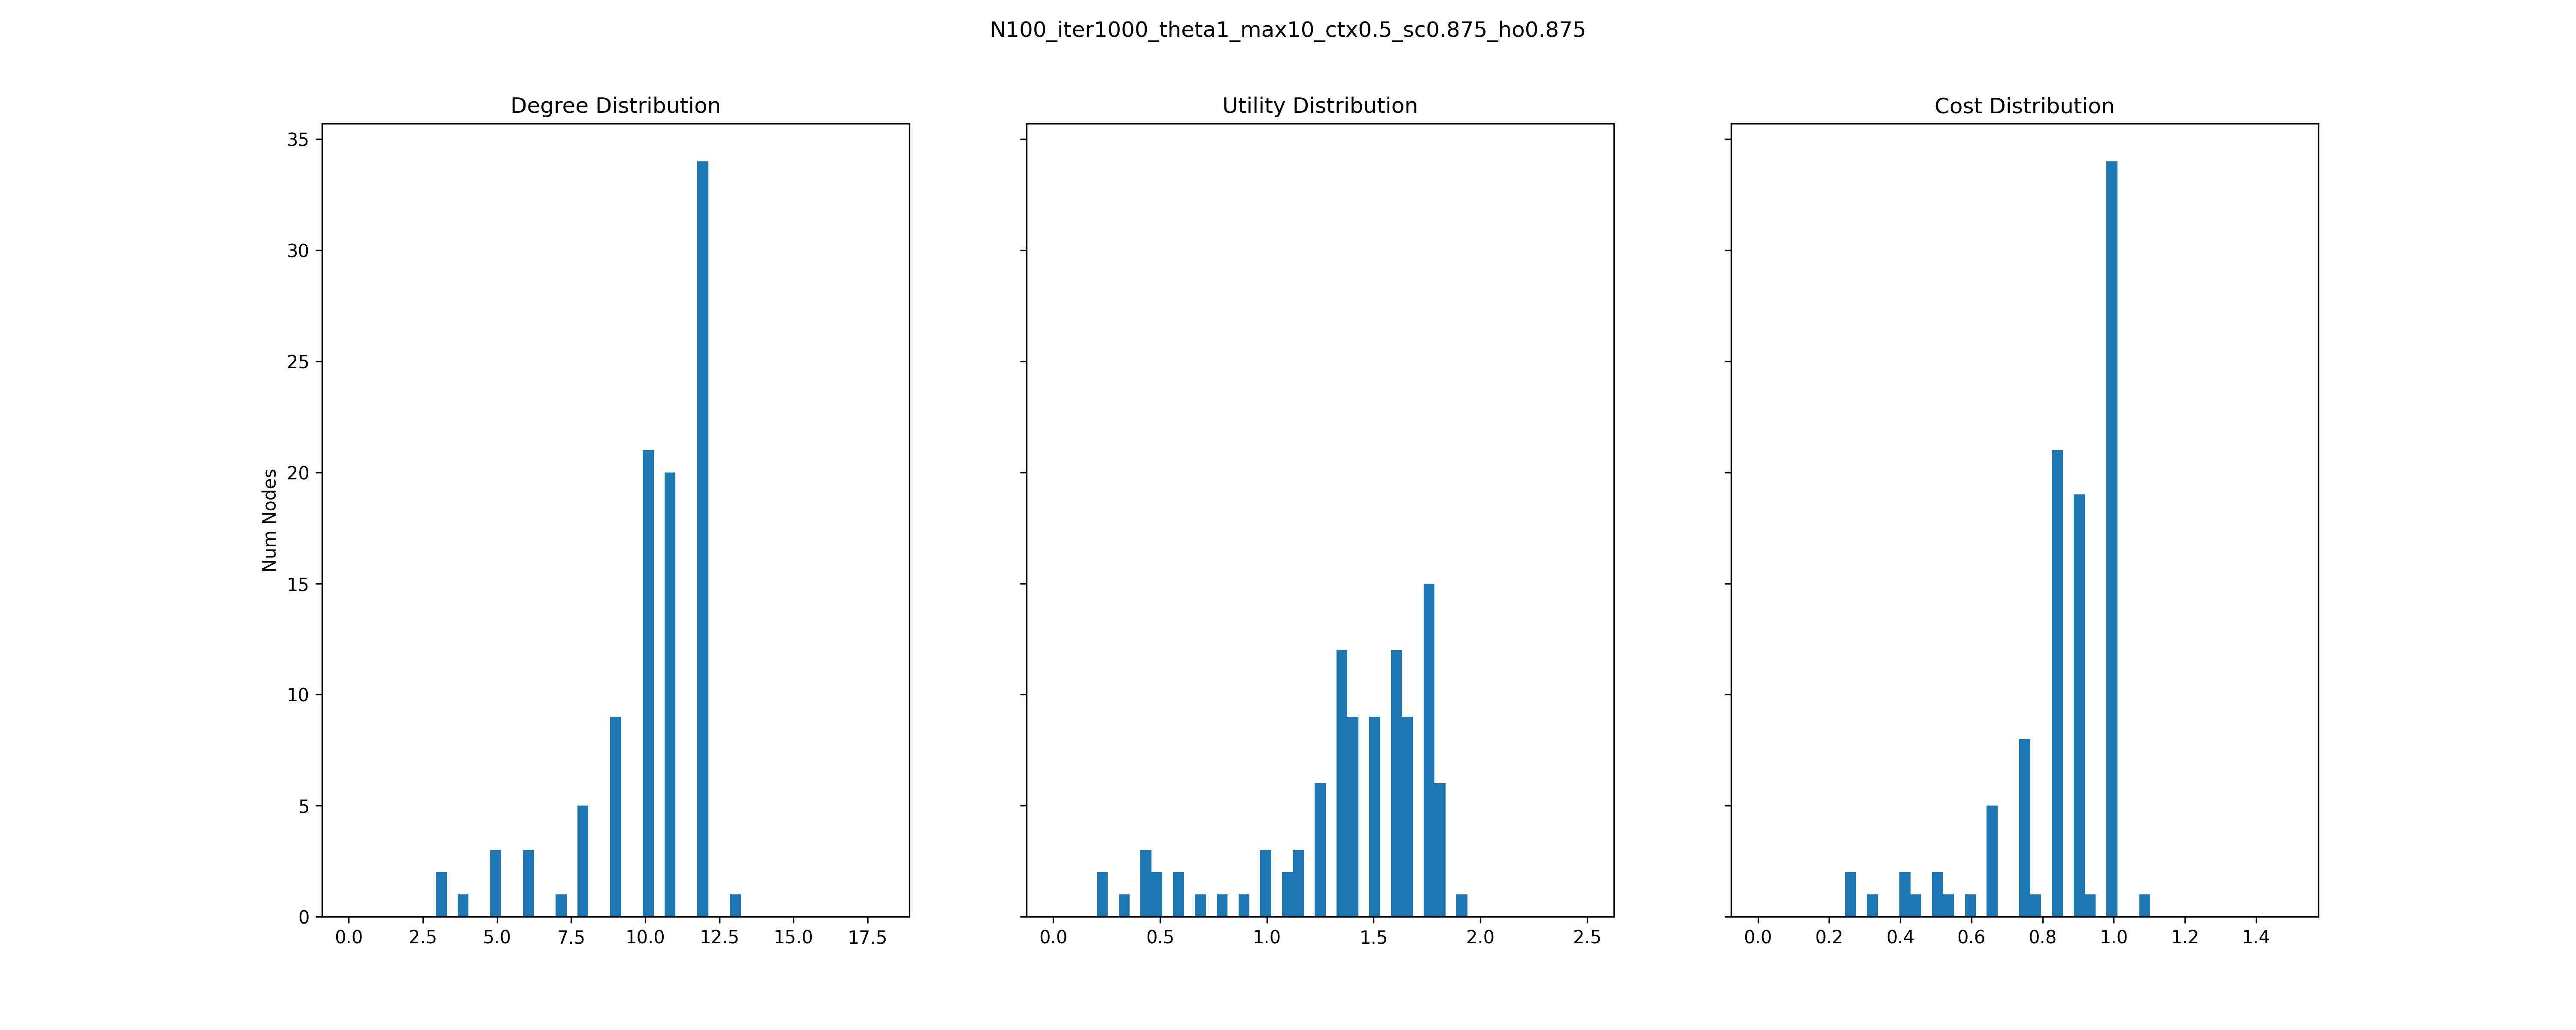 N100_iter1000_theta1_max10_ctx0.5_sc0.875_ho0.875
Degree Distribution
Utility Distribution
Cost Distribution
Num Nodes
35
30
25
20
15
10
5
0
0.0 2.5 5.0 7.5 10.0 12.5 15.0 17.5
0.0 0.5 1.0 1.5 2.0 2.5
0.0 0.2 0.4 0.6 0.8 1.0 1.2 1.4